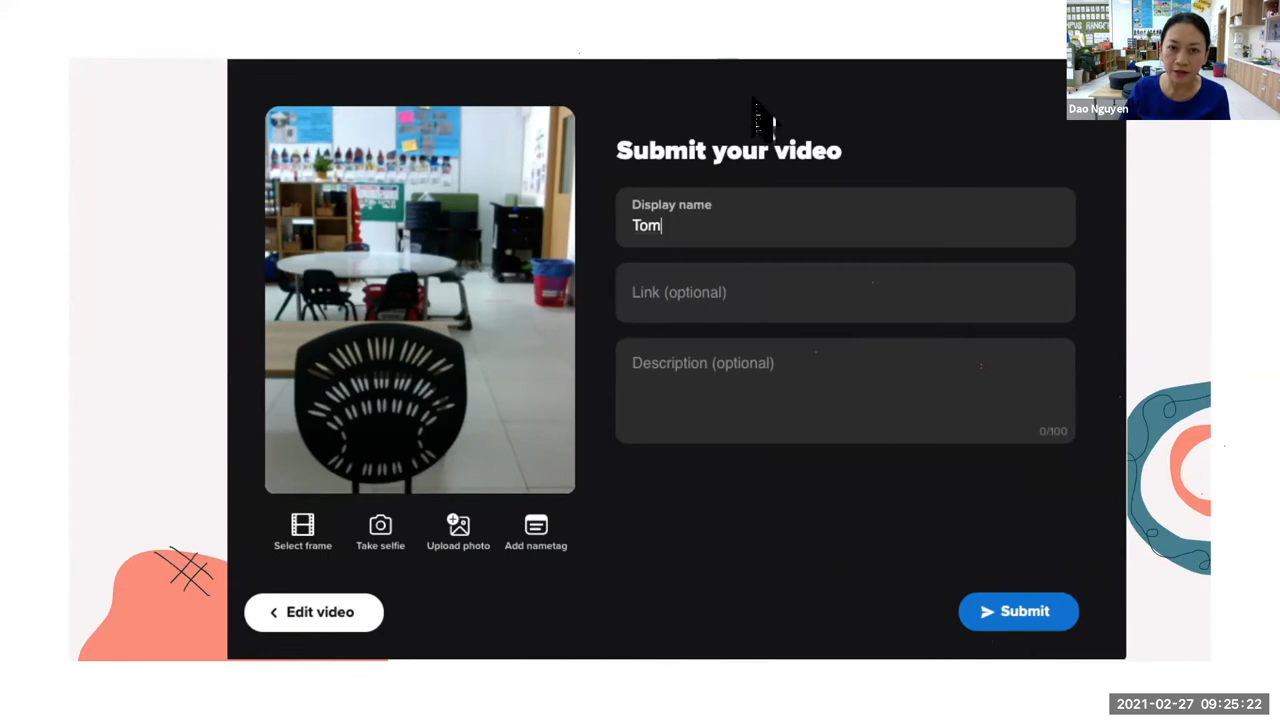 Dao Nguyen
Submit your video
Display name
Tom
Link (optional)
Description (optional)
0/100
Select frame
Take selfie
Upload photo
Add nametag
Edit video
Submit
2021-02-27 09:25:22